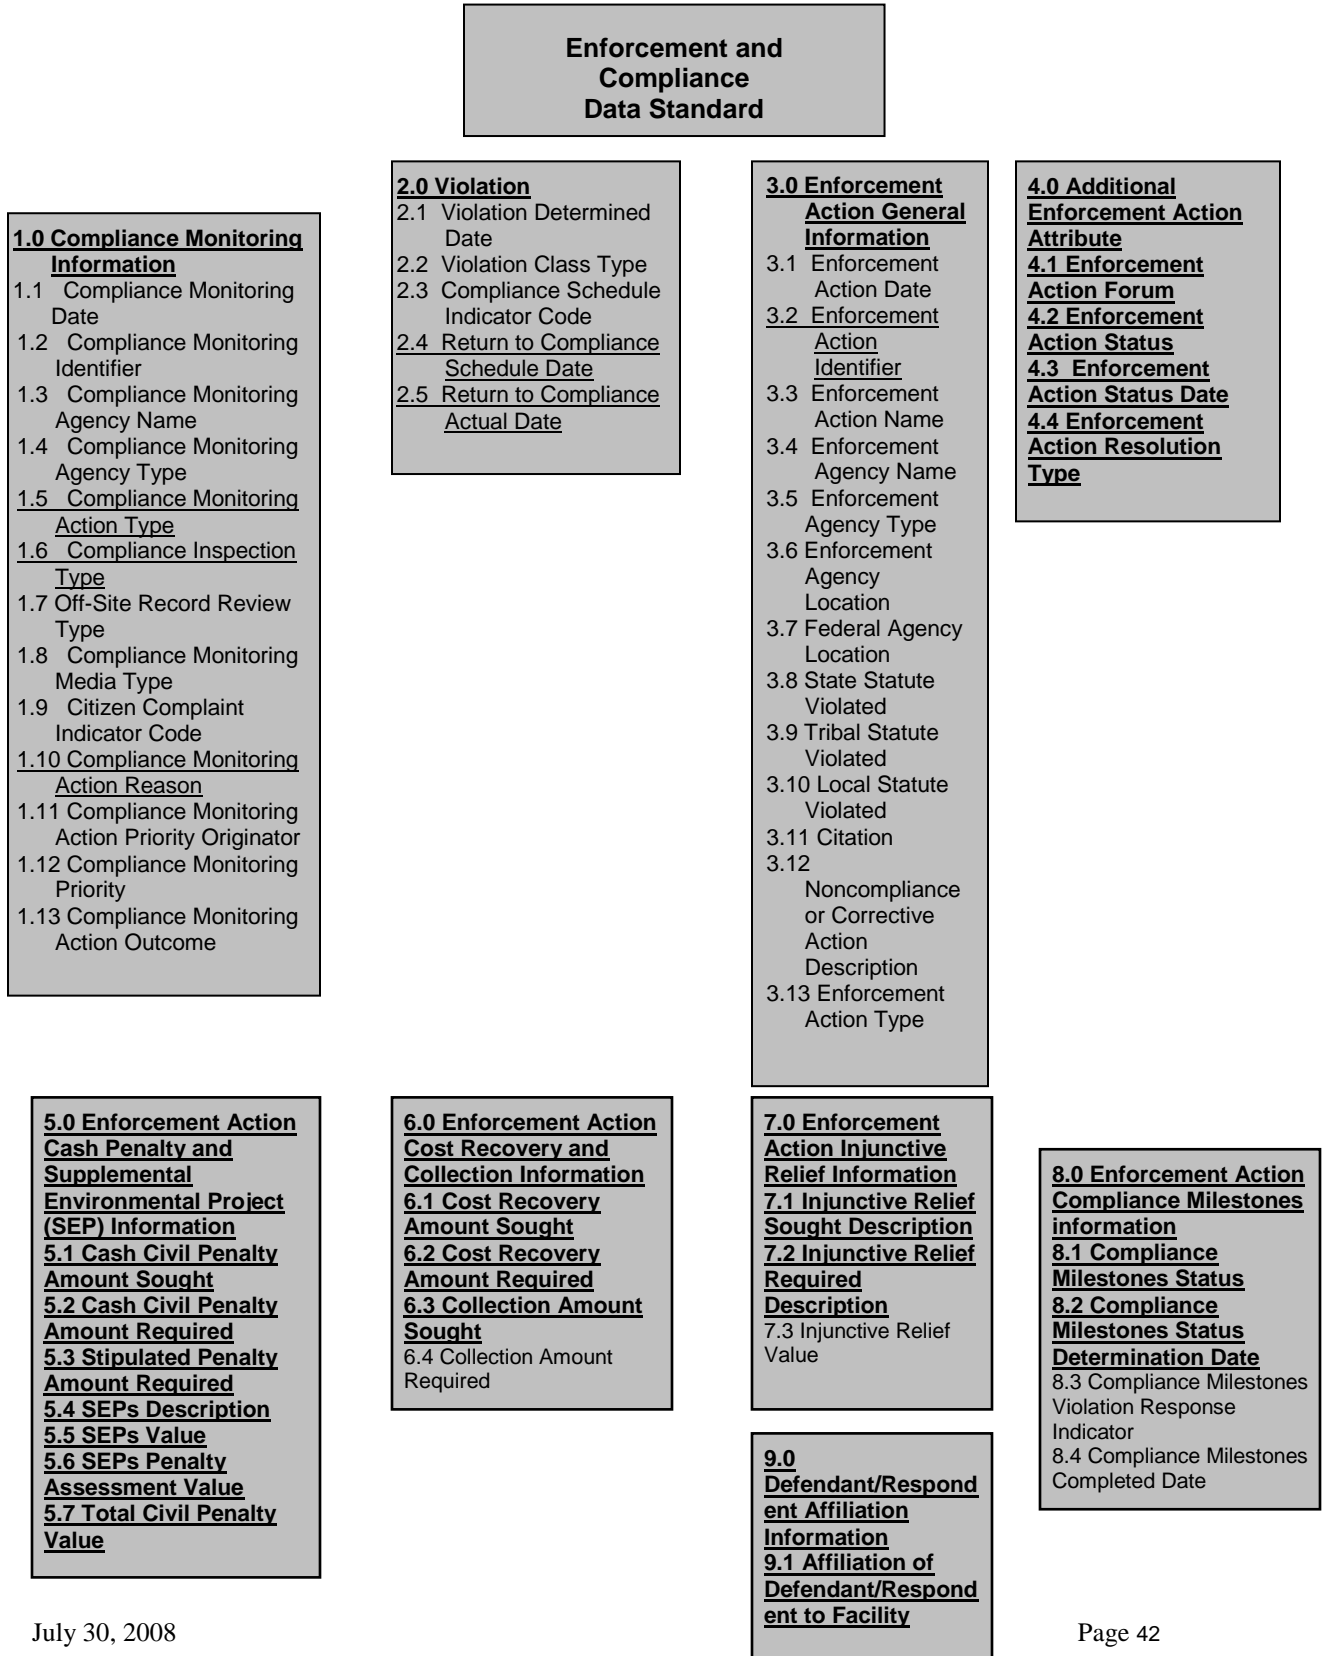 Enforcement and
Compliance
Data Standard
1.0 Compliance Monitoring
Information
1.1 Compliance Monitoring
Date
1.2 Compliance Monitoring
Identifier
1.3 Compliance Monitoring
Agency Name
1.4 Compliance Monitoring
Agency Type
1.5 Compliance Monitoring
Action Type
1.6 Compliance Inspection
Type
1.7 Off-Site Record Review
Type
1.8 Compliance Monitoring
Media Type
1.9 Citizen Complaint
Indicator Code
1.10 Compliance Monitoring
Action Reason
1.11 Compliance Monitoring
Action Priority Originator
1.12 Compliance Monitoring
Priority
1.13 Compliance Monitoring
Action Outcome
2.0 Violation
2.1 Violation Determined
Date
2.2 Violation Class Type
2.3 Compliance Schedule
Indicator Code
2.4 Return to Compliance
Schedule Date
2.5 Return to Compliance
Actual Date
3.0 Enforcement
Action General
Information
3.1 Enforcement
Action Date
3.2 Enforcement
Action
Identifier
3.3 Enforcement
Action Name
3.4 Enforcement
Agency Name
3.5 Enforcement
Agency Type
3.6 Enforcement
Agency
Location
3.7 Federal Agency
Location
3.8 State Statute
Violated
3.9 Tribal Statute
Violated
3.10 Local Statute
Violated
3.11 Citation
3.12
Noncompliance
or Corrective
Action
Description
3.13 Enforcement
Action Type
4.0 Additional
Enforcement Action
Attribute
4.1 Enforcement
Action Forum
4.2 Enforcement
Action Status
4.3 Enforcement
Action Status Date
4.4 Enforcement
Action Resolution
Type
5.0 Enforcement Action
Cash Penalty and
Supplemental
Environmental Project
(SEP) Information
5.1 Cash Civil Penalty
Amount Sought
5.2 Cash Civil Penalty
Amount Required
5.3 Stipulated Penalty
Amount Required
5.4 SEPs Description
5.5 SEPs Value
5.6 SEPs Penalty
Assessment Value
5.7 Total Civil Penalty
Value
6.0 Enforcement Action
Cost Recovery and
Collection Information
6.1 Cost Recovery
Amount Sought
6.2 Cost Recovery
Amount Required
6.3 Collection Amount
Sought
6.4 Collection Amount
Required
7.0 Enforcement
Action Injunctive
Relief Information
7.1 Injunctive Relief
Sought Description
7.2 Injunctive Relief
Required
Description
7.3 Injunctive Relief
Value
8.0 Enforcement Action
Compliance Milestones
information
8.1 Compliance
Milestones Status
8.2 Compliance
Milestones Status
Determination Date
8.3 Compliance Milestones
Violation Response
Indicator
8.4 Compliance Milestones
Completed Date
9.0
Defendant/Respond
ent Affiliation
Information
9.1 Affiliation of
Defendant/Respond
ent to Facility
July 30, 2008
Page 42